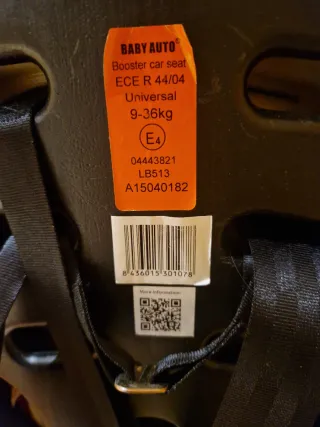 BABY AUTO®
Booster car seat
ECE R 44/04
Universal
9-36kg
E4
04443821
LB513
A15040182
8 436015 301078
More Information